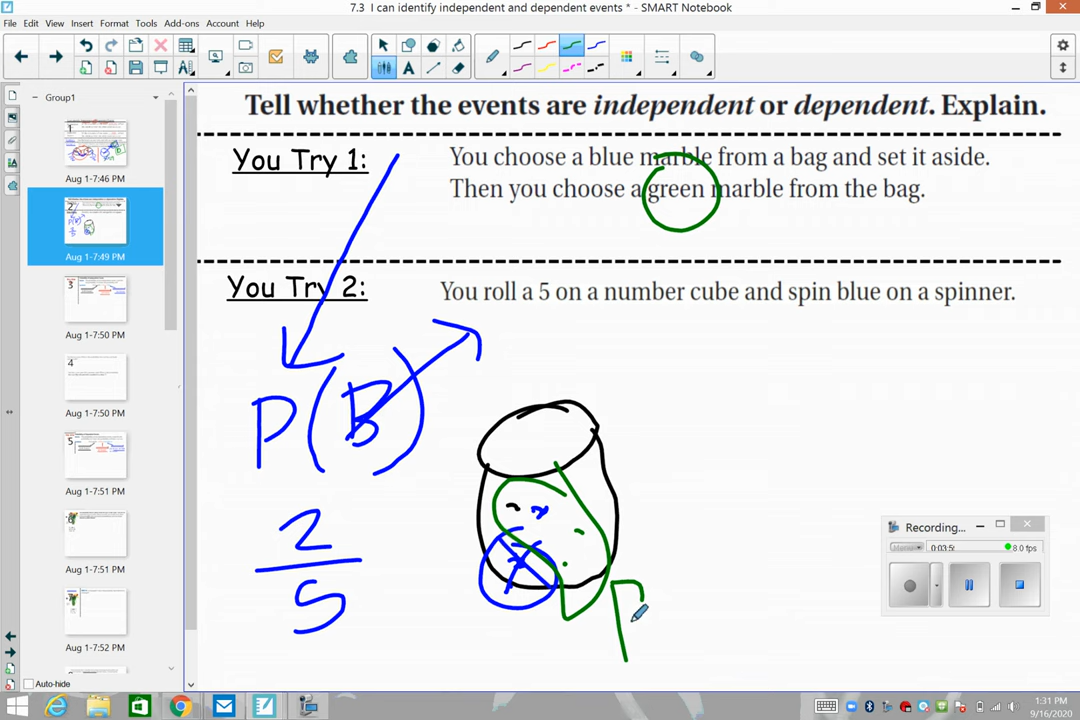 7.3 I can identify independent and dependent events * - SMART Notebook
File Edit View Insert Format Tools Add-ons Account Help
Group1
1
Aug 1-7:46 PM
2
Aug 1-7:49 PM
3
Aug 1-7:50 PM
4
Aug 1-7:50 PM
5
Aug 1-7:51 PM
Aug 1-7:51 PM
Aug 1-7:52 PM
Auto-hide
Tell whether the events are independent or dependent. Explain.
You Try 1:
You choose a blue marble from a bag and set it aside.
Then you choose a green marble from the bag.
You Try 2:
You roll a 5 on a number cube and spin blue on a spinner.
P(B)
2
5
Recording...
0:03:5
8.0 fps
1:31 PM
9/16/2020